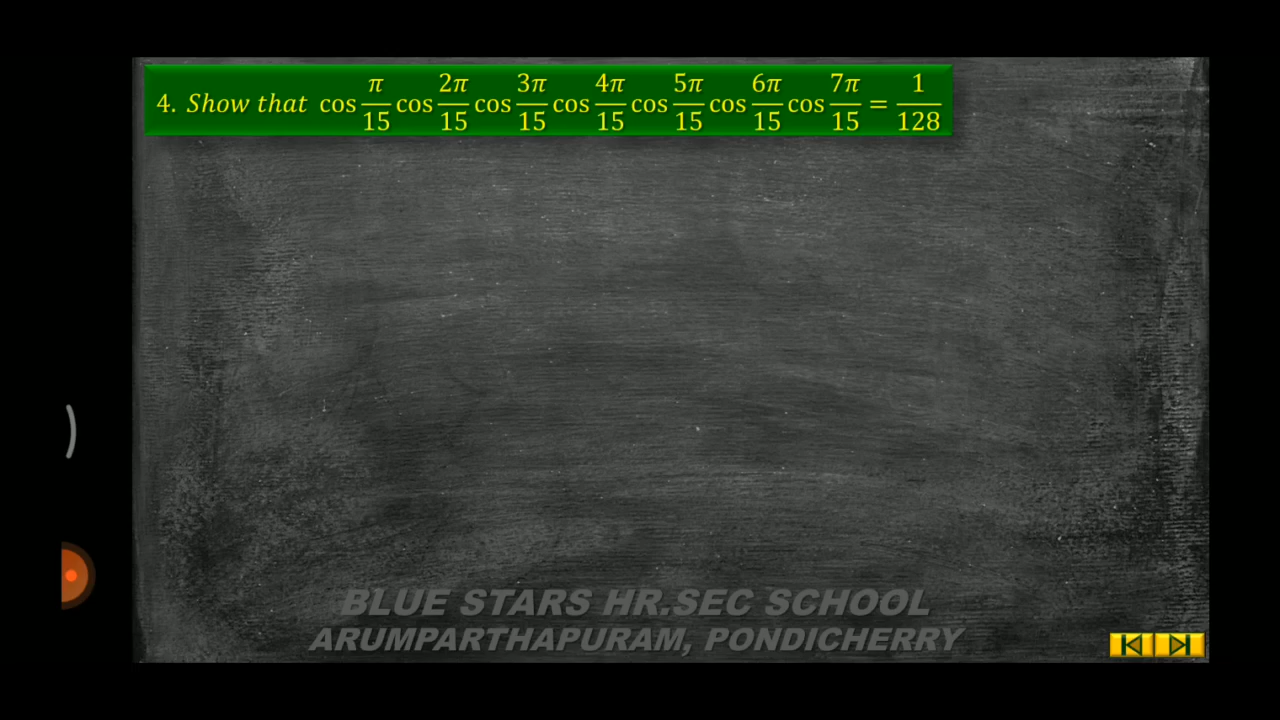 4. Show that cos π/15 cos 2π/15 cos 3π/15 cos 4π/15 cos 5π/15 cos 6π/15 cos 7π/15 = 1/128
BLUE STARS HR.SEC SCHOOL
ARUMPARTHAPURAM, PONDICHERRY